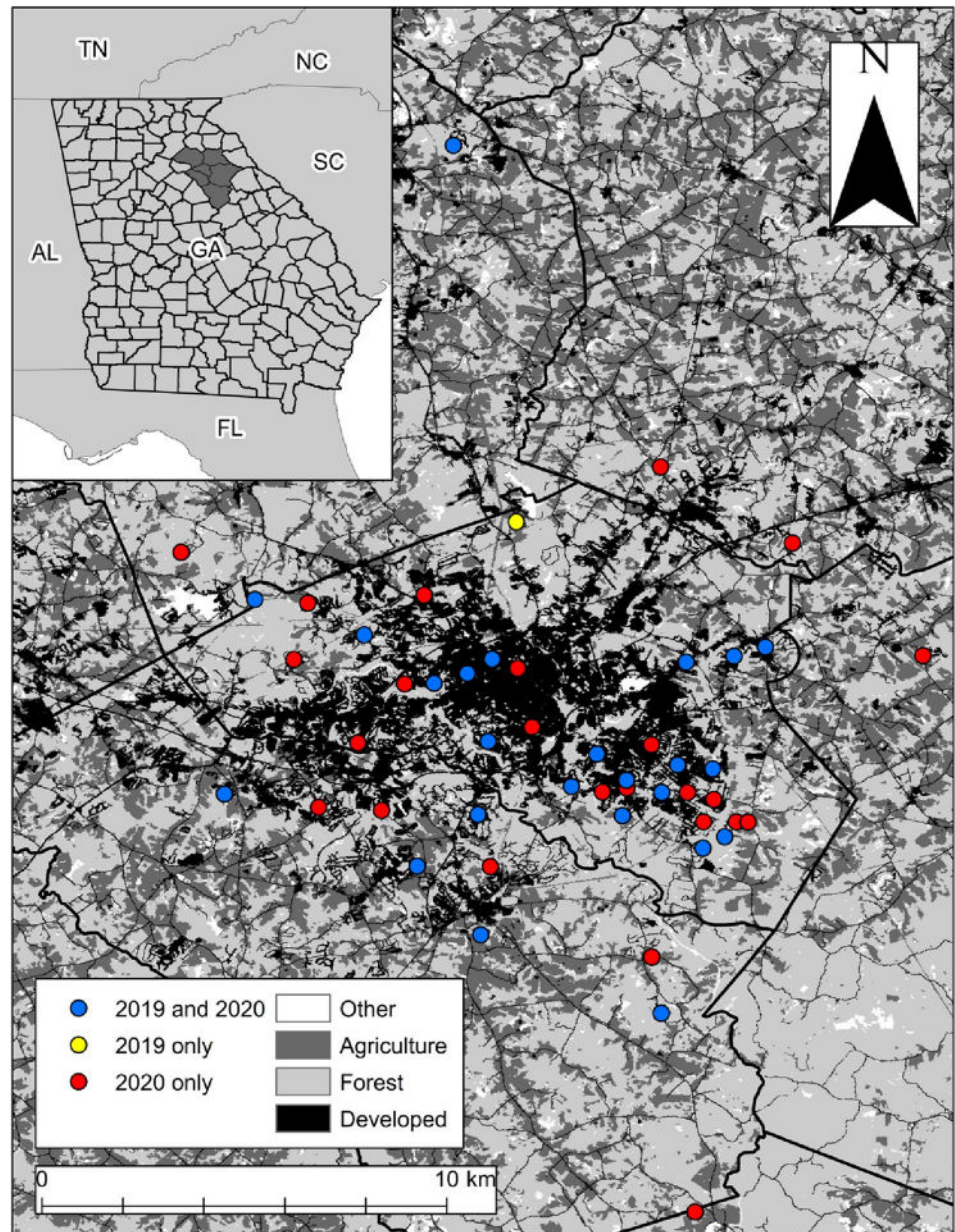 TN
NC
SC
AL
GA
FL
N
2019 and 2020
2019 only
2020 only
Other
Agriculture
Forest
Developed
0
10 km